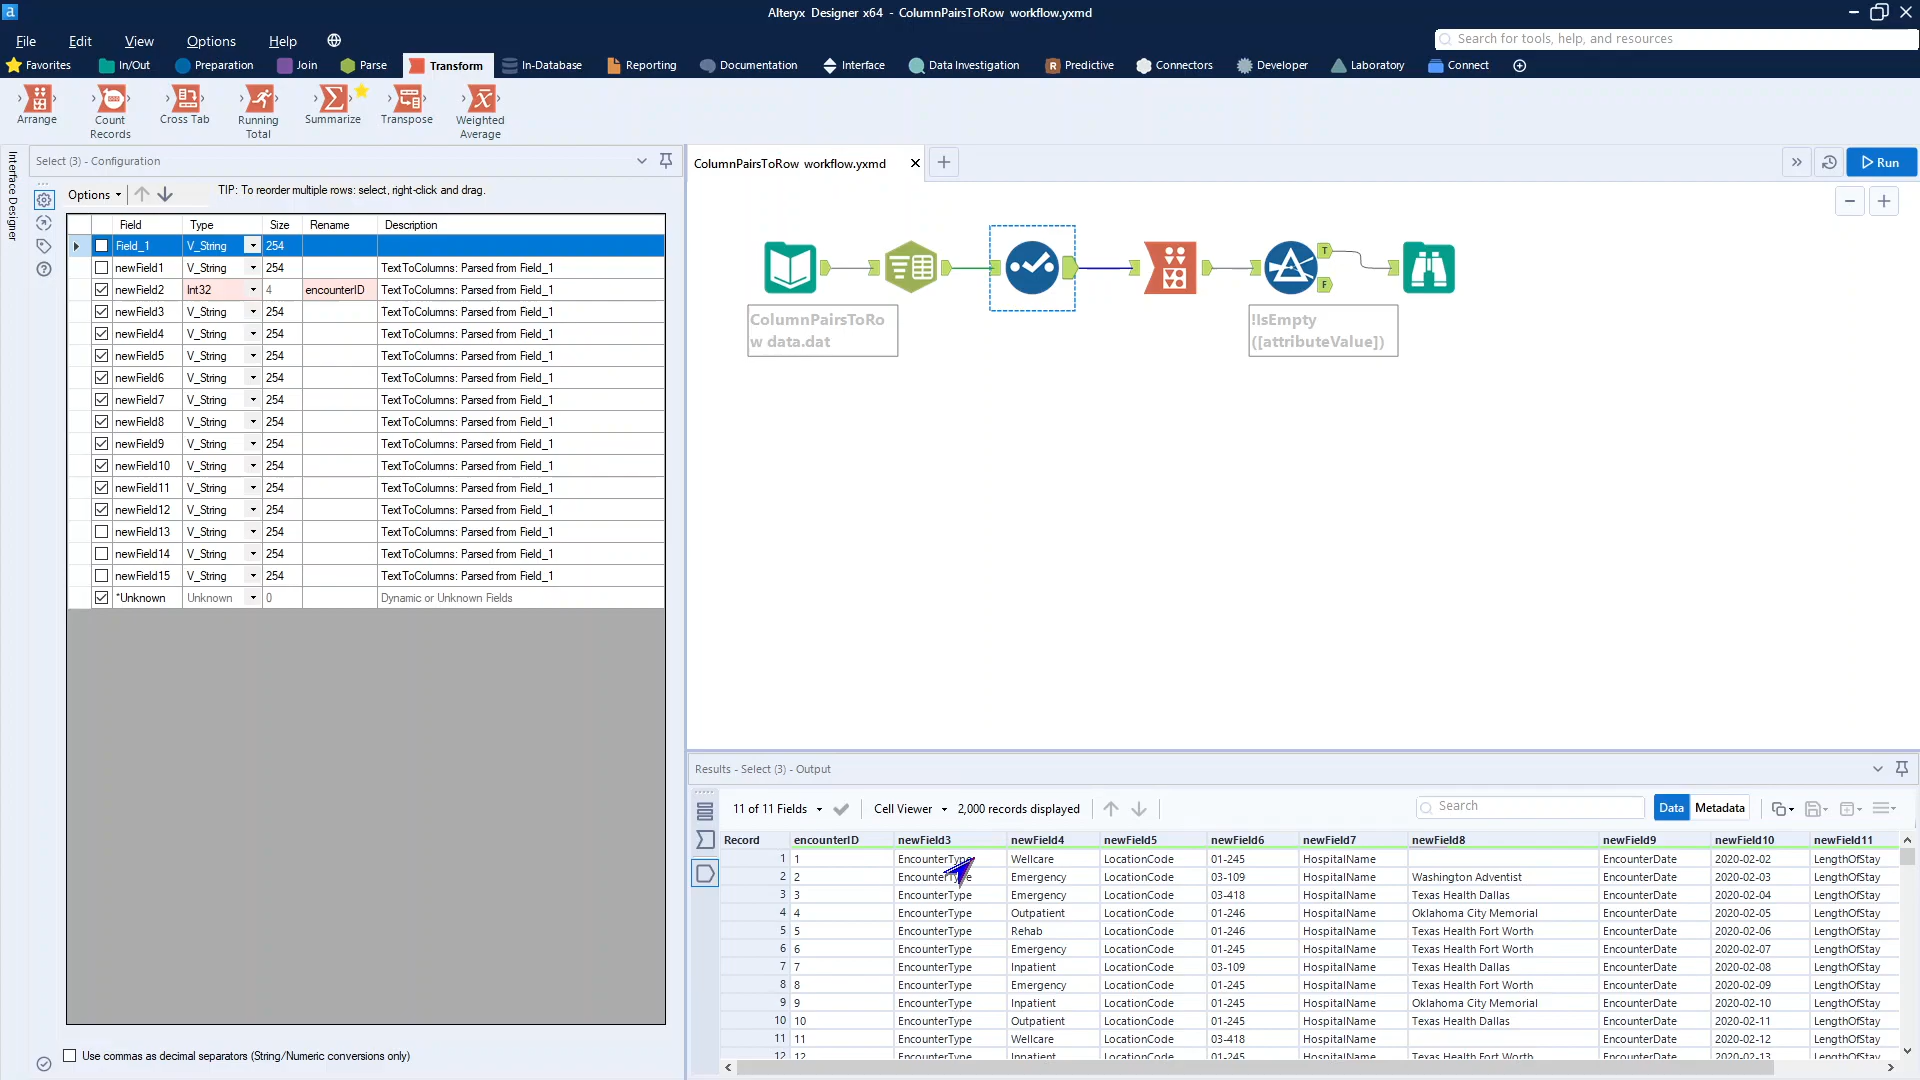 Alteryx Designer x64 - ColumnPairsToRow workflow.yxmd
File Edit View Options Help
Search for tools, help, and resources
Favorites In/Out Preparation Join Parse Transform In-Database Reporting Documentation Interface Data Investigation Predictive Connectors Developer Laboratory Connect
Arrange Count Records Cross Tab Running Total Summarize Transpose Weighted Average
Interface Designer
Select (3) - Configuration
Options TIP: To reorder multiple rows: select, right-click and drag.
Field Type Size Rename Description
Field_1 V_String 254
newField1 V_String 254 TextToColumns: Parsed from Field_1
newField2 Int32 4 encounterID TextToColumns: Parsed from Field_1
newField3 V_String 254 TextToColumns: Parsed from Field_1
newField4 V_String 254 TextToColumns: Parsed from Field_1
newField5 V_String 254 TextToColumns: Parsed from Field_1
newField6 V_String 254 TextToColumns: Parsed from Field_1
newField7 V_String 254 TextToColumns: Parsed from Field_1
newField8 V_String 254 TextToColumns: Parsed from Field_1
newField9 V_String 254 TextToColumns: Parsed from Field_1
newField10 V_String 254 TextToColumns: Parsed from Field_1
newField11 V_String 254 TextToColumns: Parsed from Field_1
newField12 V_String 254 TextToColumns: Parsed from Field_1
newField13 V_String 254 TextToColumns: Parsed from Field_1
newField14 V_String 254 TextToColumns: Parsed from Field_1
newField15 V_String 254 TextToColumns: Parsed from Field_1
*Unknown Unknown 0 Dynamic or Unknown Fields
Use commas as decimal separators (String/Numeric conversions only)
ColumnPairsToRow workflow.yxmd
Run
T
F
ColumnPairsToRo
w data.dat
!IsEmpty
([attributeValue])
Results - Select (3) - Output
11 of 11 Fields Cell Viewer 2,000 records displayed Search Data Metadata
Record encounterID newField3 newField4 newField5 newField6 newField7 newField8 newField9 newField10 newField11
1 1 EncounterType Wellcare LocationCode 01-245 HospitalName EncounterDate 2020-02-02 LengthOfStay
2 2 EncounterType Emergency LocationCode 03-109 HospitalName Washington Adventist EncounterDate 2020-02-03 LengthOfStay
3 3 EncounterType Emergency LocationCode 03-418 HospitalName Texas Health Dallas EncounterDate 2020-02-04 LengthOfStay
4 4 EncounterType Outpatient LocationCode 01-246 HospitalName Oklahoma City Memorial EncounterDate 2020-02-05 LengthOfStay
5 5 EncounterType Rehab LocationCode 01-246 HospitalName Texas Health Fort Worth EncounterDate 2020-02-06 LengthOfStay
6 6 EncounterType Emergency LocationCode 01-245 HospitalName Texas Health Fort Worth EncounterDate 2020-02-07 LengthOfStay
7 7 EncounterType Inpatient LocationCode 03-109 HospitalName Texas Health Dallas EncounterDate 2020-02-08 LengthOfStay
8 8 EncounterType Emergency LocationCode 01-245 HospitalName Texas Health Fort Worth EncounterDate 2020-02-09 LengthOfStay
9 9 EncounterType Inpatient LocationCode 01-245 HospitalName Oklahoma City Memorial EncounterDate 2020-02-10 LengthOfStay
10 10 EncounterType Outpatient LocationCode 01-245 HospitalName Texas Health Dallas EncounterDate 2020-02-11 LengthOfStay
11 11 EncounterType Wellcare LocationCode 03-418 HospitalName EncounterDate 2020-02-12 LengthOfStay
12 12 EncounterType Inpatient LocationCode 01-245 HospitalName Texas Health Fort Worth EncounterDate 2020-02-13 LengthOfStay